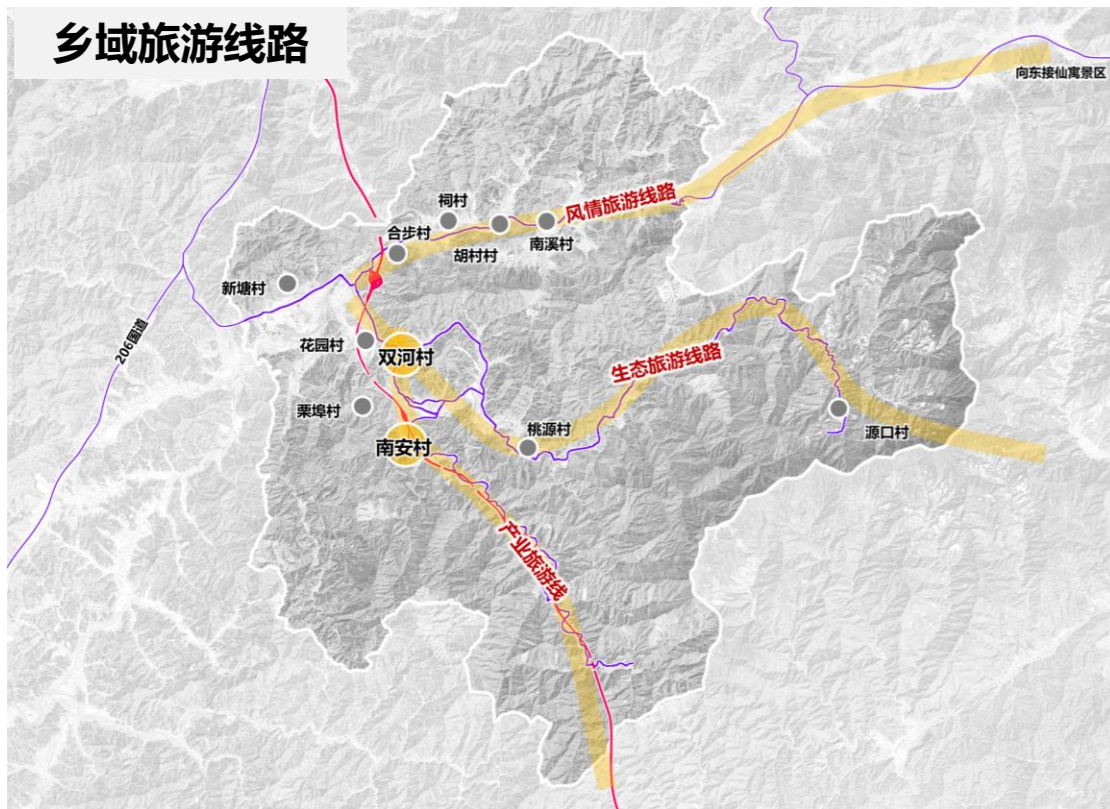 乡域旅游线路
向东接仙寓景区
祠村
风情旅游线路
合步村
胡村村
南溪村
新塘村
206国道
花园村
双河村
生态旅游线路
栗埠村
南安村
桃源村
源口村
产业旅游线